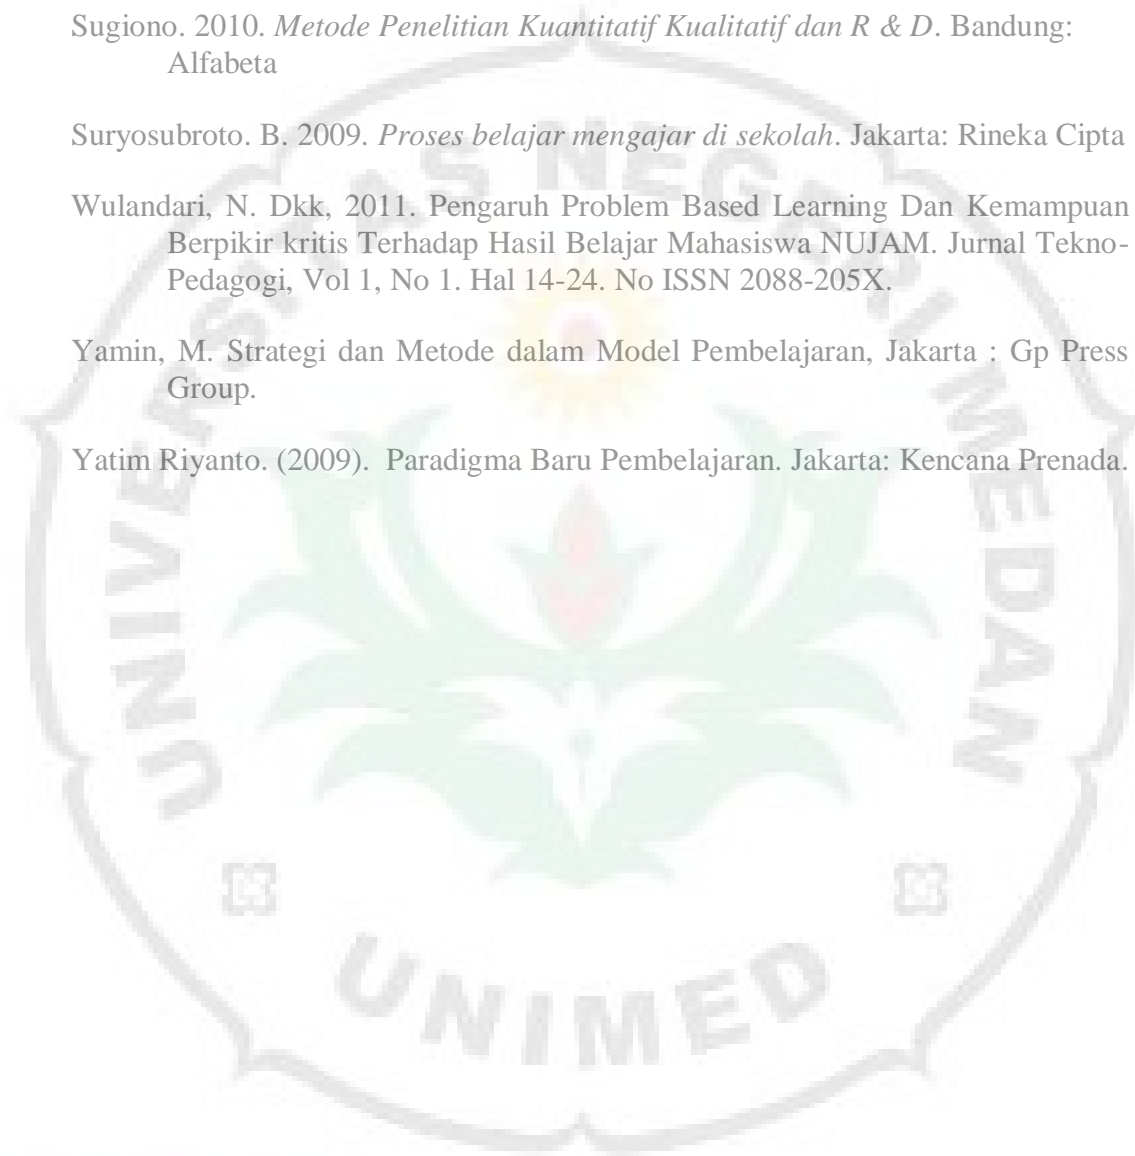 Sugiono. 2010. Metode Penelitian Kuantitatif Kualitatif dan R & D. Bandung:
Alfabeta
Suryosubroto. B. 2009. Proses belajar mengajar di sekolah. Jakarta: Rineka Cipta
Wulandari, N. Dkk, 2011. Pengaruh Problem Based Learning Dan Kemampuan
Berpikir kritis Terhadap Hasil Belajar Mahasiswa NUJAM. Jurnal Tekno-
Pedagogi, Vol 1, No 1. Hal 14-24. No ISSN 2088-205X.
Yamin, M. Strategi dan Metode dalam Model Pembelajaran, Jakarta : Gp Press
Group.
Yatim Riyanto. (2009). Paradigma Baru Pembelajaran. Jakarta: Kencana Prenada.
UNIVERSITAS NEGERI MEDAN
UNIMED